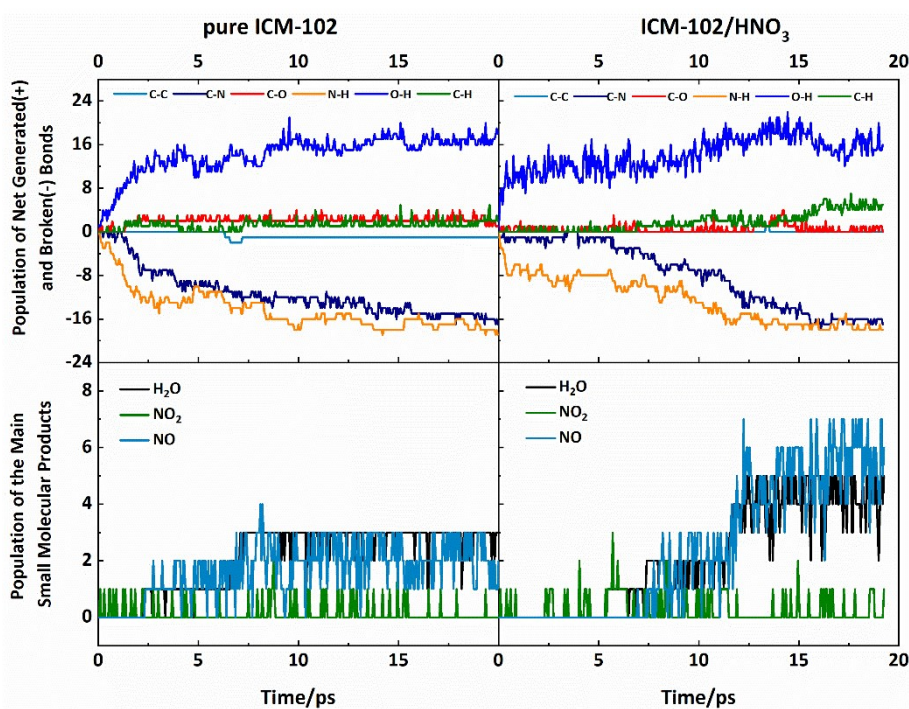 pure ICM-102
ICM-102/HNO₃
0 5 10 15 0 5 10 15 20
C-C C-N C-O N-H O-H C-H
C-C C-N C-O N-H O-H C-H
Population of Net Generated(+)
and Broken(-) Bonds
24
16
8
0
-8
-16
-24
Population of the Main
Small Molecular Products
8
6
4
2
0
H₂O
NO₂
NO
H₂O
NO₂
NO
0 5 10 15 0 5 10 15 20
Time/ps
Time/ps